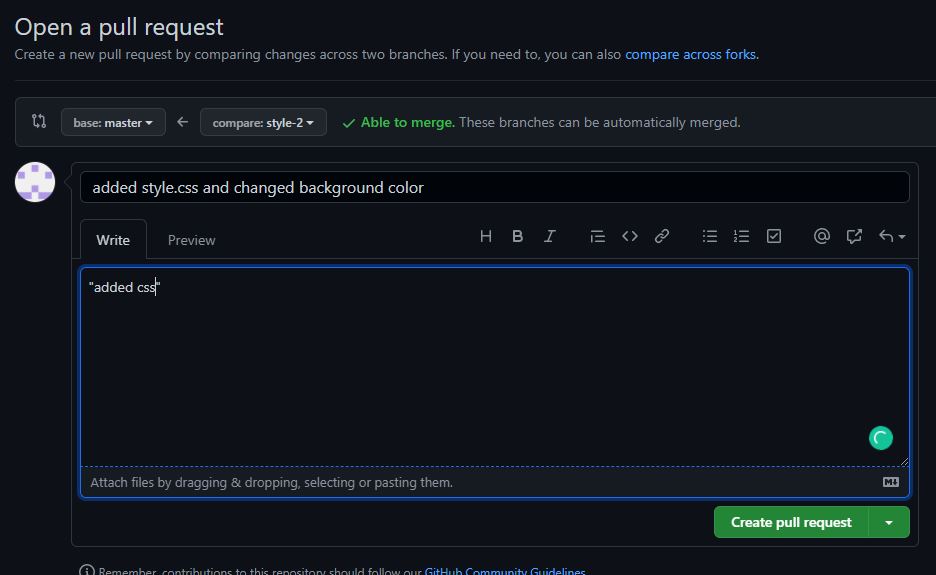 Open a pull request
Create a new pull request by comparing changes across two branches. If you need to, you can also compare across forks.
base: master compare: style-2 Able to merge. These branches can be automatically merged.
added style.css and changed background color
Write Preview H B I
"added css"
Attach files by dragging & dropping, selecting or pasting them.
Create pull request
Remember, contributions to this repository should follow our GitHub Community Guidelines.